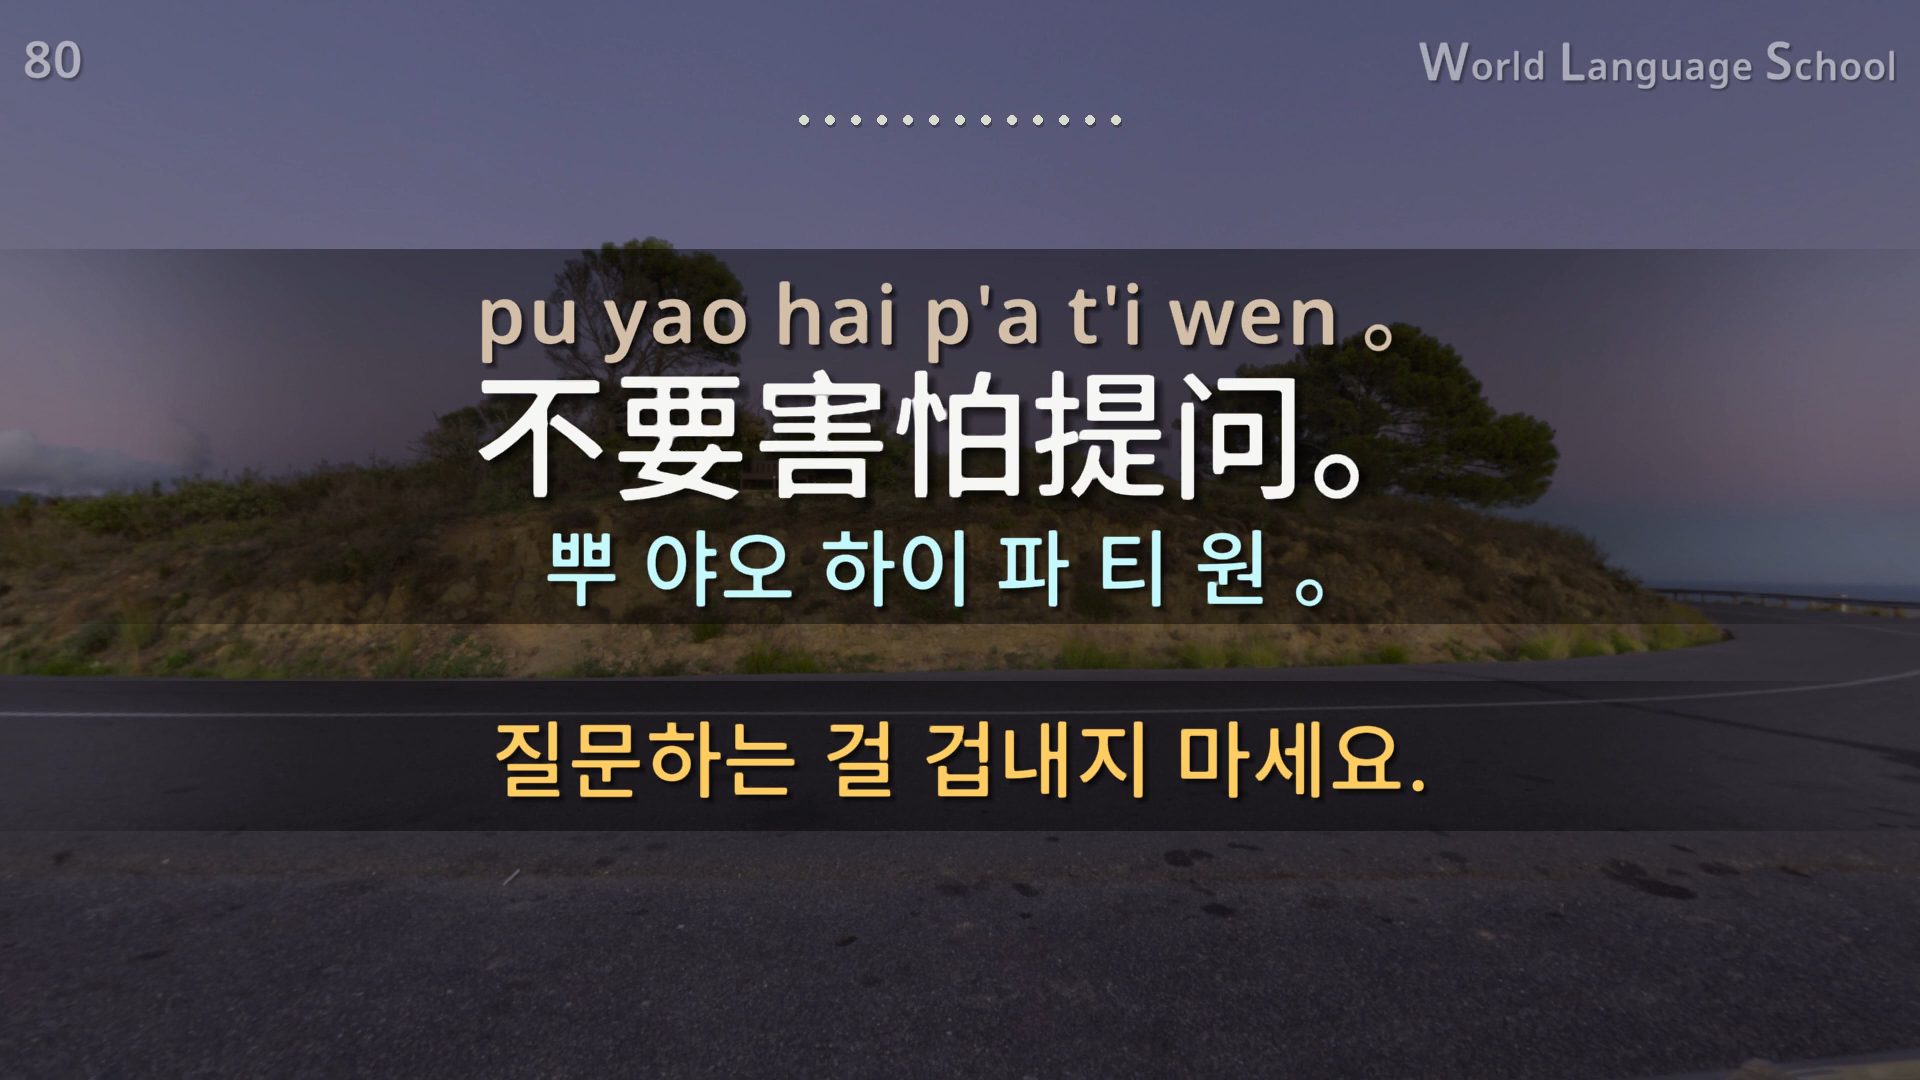 80
World Language School
pu yao hai p'a t'i wen 。
不要害怕提问。
뿌 야오 하이 파 티 원 。
질문하는 걸 겁내지 마세요.